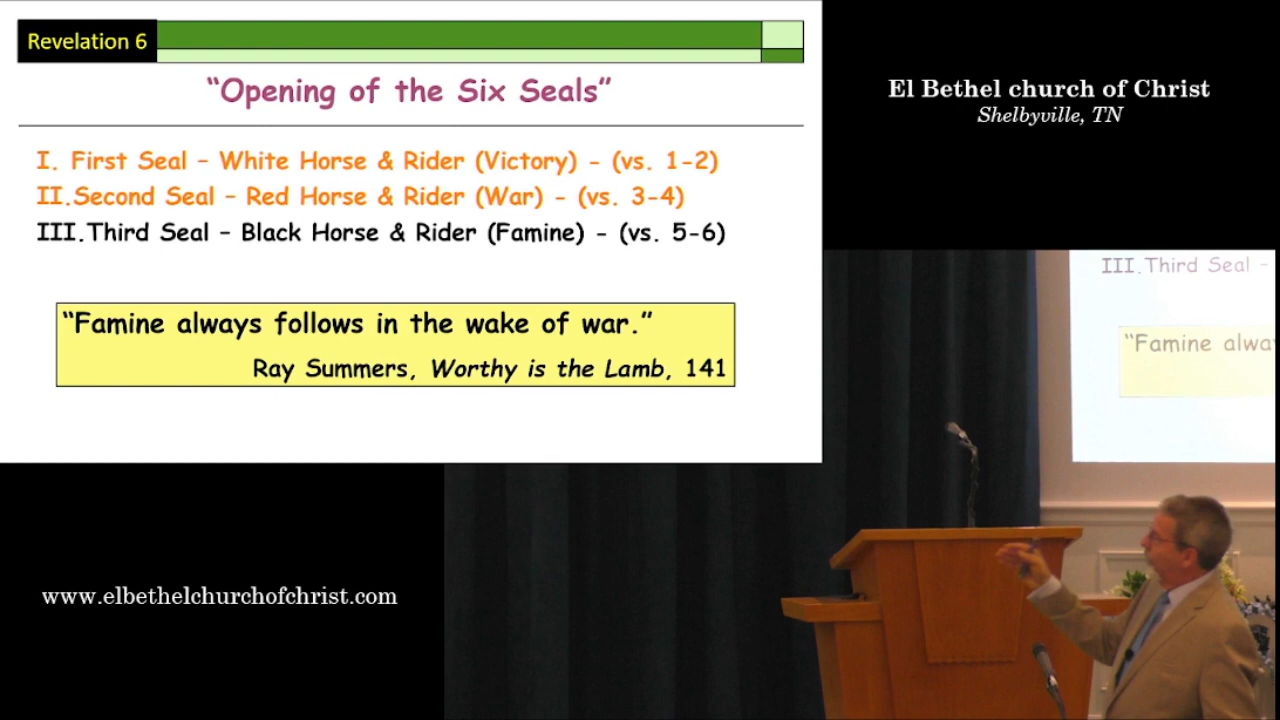 Revelation 6
“Opening of the Six Seals”
I. First Seal – White Horse & Rider (Victory) - (vs. 1-2)
II.Second Seal – Red Horse & Rider (War) - (vs. 3-4)
III.Third Seal – Black Horse & Rider (Famine) - (vs. 5-6)
“Famine always follows in the wake of war.”
Ray Summers, Worthy is the Lamb, 141
El Bethel church of Christ
Shelbyville, TN
III.Third Seal –
“Famine alwa
www.elbethelchurchofchrist.com